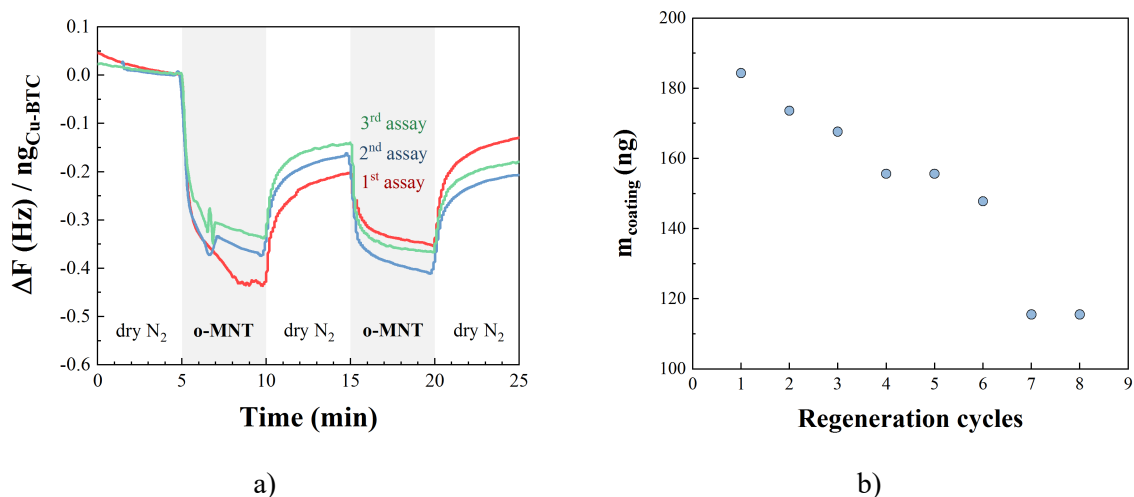 0.1
0.0
-0.1
-0.2
-0.3
-0.4
-0.5
-0.6
ΔF (Hz) / ng_Cu-BTC
3rd assay
2nd assay
1st assay
dry N2
o-MNT
dry N2
o-MNT
dry N2
0 5 10 15 20 25
Time (min)
a)
200
180
160
140
120
100
m_coating (ng)
0 1 2 3 4 5 6 7 8 9
Regeneration cycles
b)